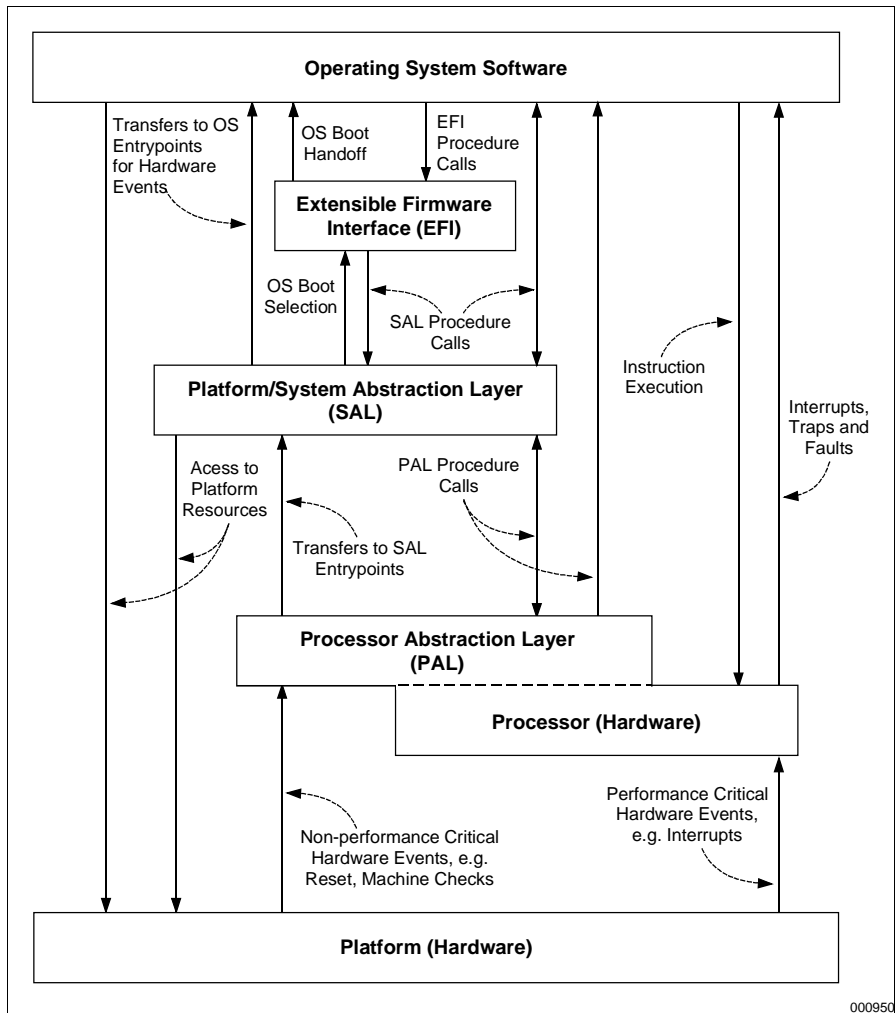 Operating System Software
Transfers to OS
Entrypoints
for Hardware
Events
OS Boot
Handoff
EFI
Procedure
Calls
Extensible Firmware
Interface (EFI)
OS Boot
Selection
SAL Procedure
Calls
Instruction
Execution
Platform/System Abstraction Layer
(SAL)
Interrupts,
Traps and
Faults
Acess to
Platform
Resources
PAL Procedure
Calls
Transfers to SAL
Entrypoints
Processor Abstraction Layer
(PAL)
Processor (Hardware)
Non-performance Critical
Hardware Events, e.g.
Reset, Machine Checks
Performance Critical
Hardware Events,
e.g. Interrupts
Platform (Hardware)
000950